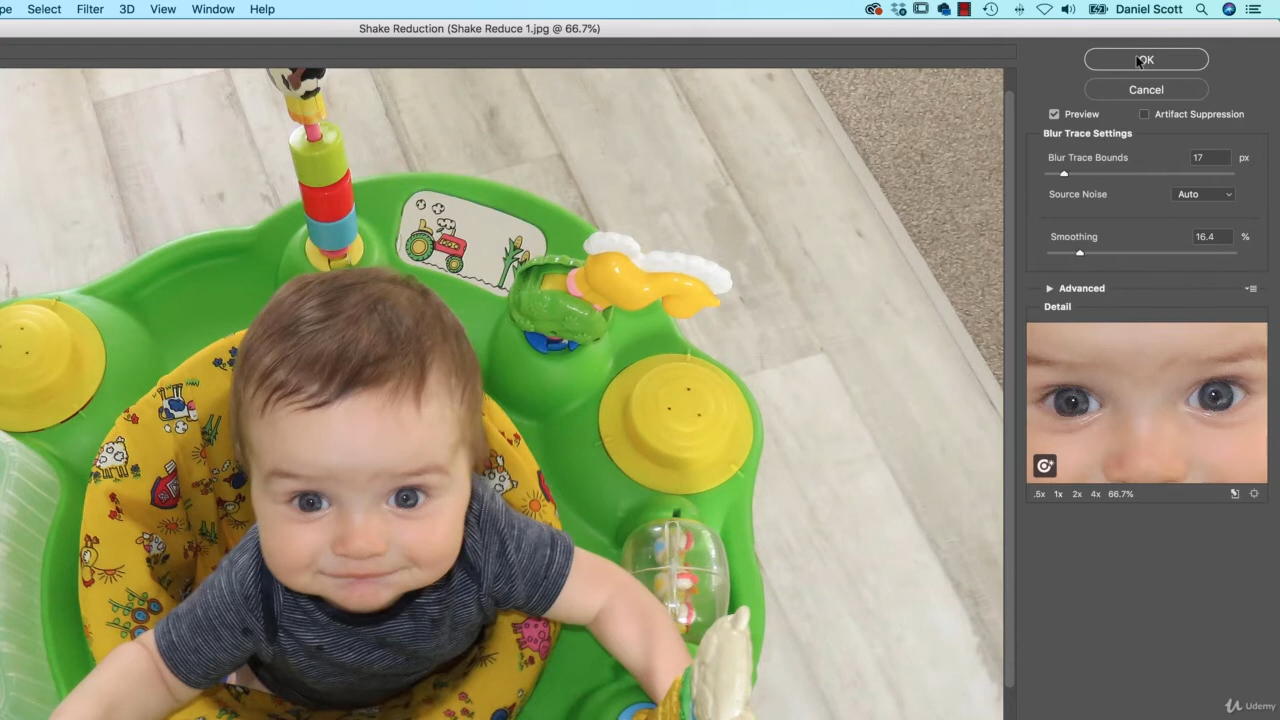 pe Select Filter 3D View Window Help Daniel Scott
Shake Reduction (Shake Reduce 1.jpg @ 66.7%)
OK
Cancel
Preview Artifact Suppression
Blur Trace Settings
Blur Trace Bounds 17 px
Source Noise Auto
Smoothing 16.4 %
Advanced
Detail
.5x 1x 2x 4x 66.7%
Udemy